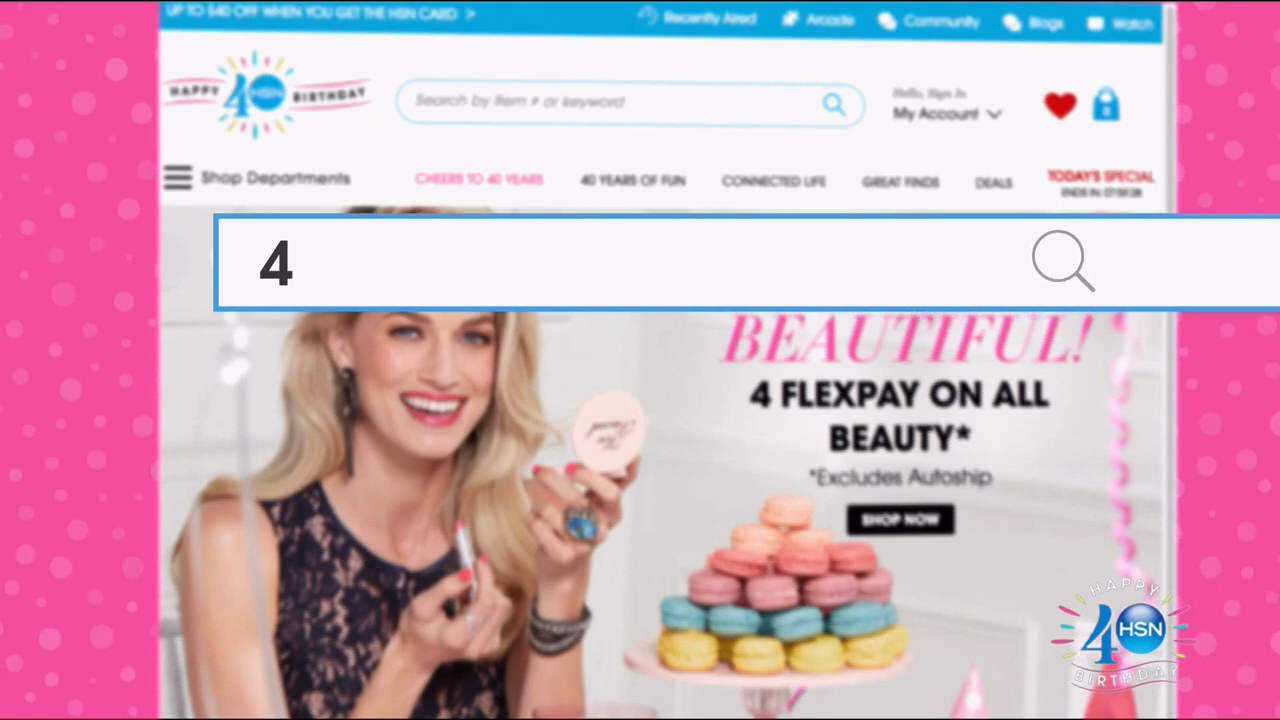 UP TO $40 OFF WHEN YOU GET THE HSN CARD >
Recently Aired
Arcade
Community
Blogs
Watch
HAPPY 40 HSN BIRTHDAY
Search by item # or keyword
Hello, Sign In
My Account
0
Shop Departments
CHEERS TO 40 YEARS
40 YEARS OF FUN
CONNECTED LIFE
GREAT FINDS
DEALS
TODAY'S SPECIAL
4
BEAUTIFUL!
4 FLEXPAY ON ALL
BEAUTY*
*Excludes Autoship
SHOP NOW
HAPPY
40 HSN
BIRTHDAY